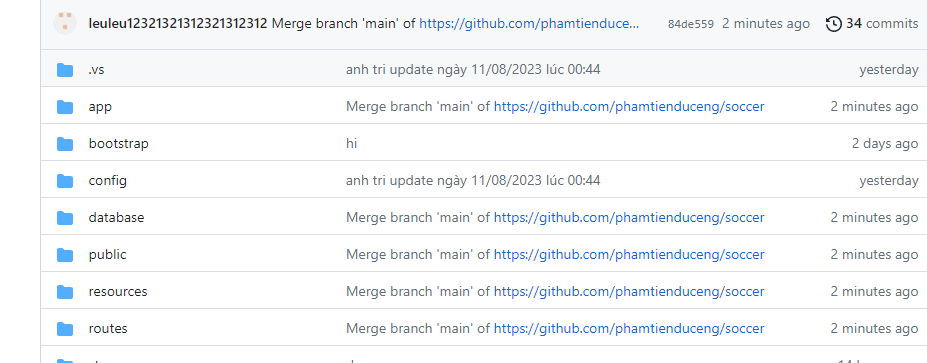 leuleu12321321312321312312 Merge branch 'main' of https://github.com/phamtienduce... 84de559 2 minutes ago 34 commits
.vs anh tri update ngày 11/08/2023 lúc 00:44 yesterday
app Merge branch 'main' of https://github.com/phamtienduceng/soccer 2 minutes ago
bootstrap hi 2 days ago
config anh tri update ngày 11/08/2023 lúc 00:44 yesterday
database Merge branch 'main' of https://github.com/phamtienduceng/soccer 2 minutes ago
public Merge branch 'main' of https://github.com/phamtienduceng/soccer 2 minutes ago
resources Merge branch 'main' of https://github.com/phamtienduceng/soccer 2 minutes ago
routes Merge branch 'main' of https://github.com/phamtienduceng/soccer 2 minutes ago